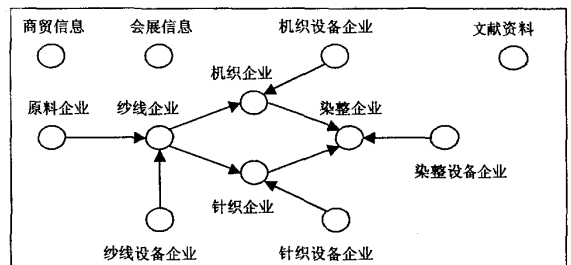 商贸信息 会展信息 机织设备企业 文献资料
机织企业
原料企业 纱线企业 染整企业
染整设备企业
针织企业
纱线设备企业 针织设备企业